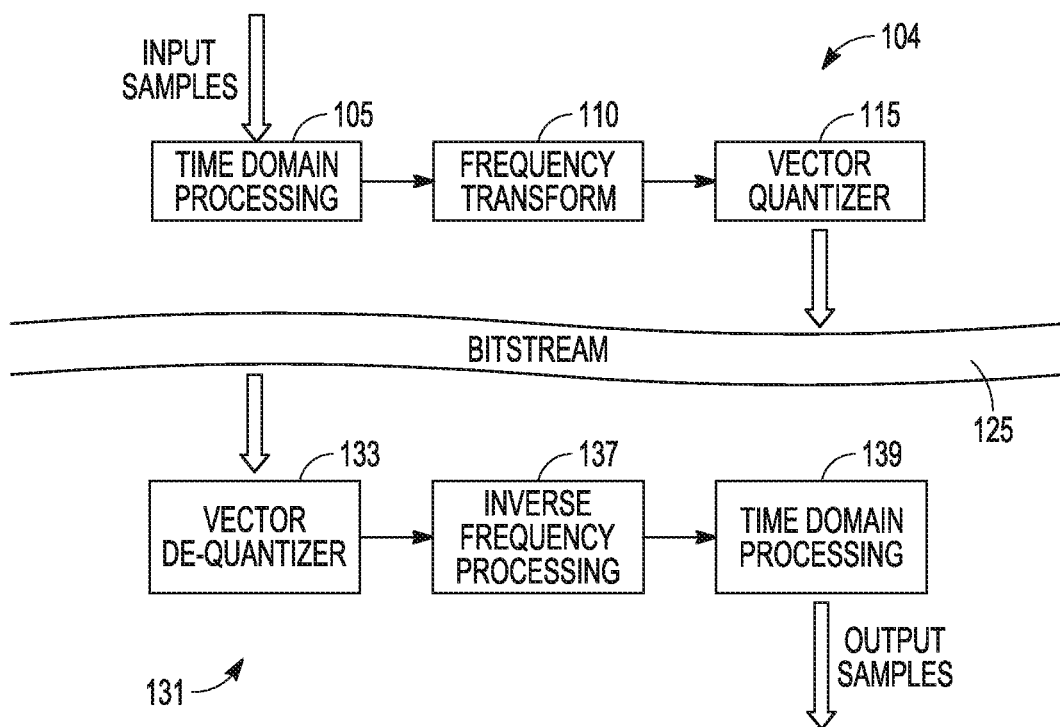 INPUT
SAMPLES
104
105
110
115
TIME DOMAIN
PROCESSING
FREQUENCY
TRANSFORM
VECTOR
QUANTIZER
BITSTREAM
125
133
137
139
VECTOR
DE-QUANTIZER
INVERSE
FREQUENCY
PROCESSING
TIME DOMAIN
PROCESSING
131
OUTPUT
SAMPLES